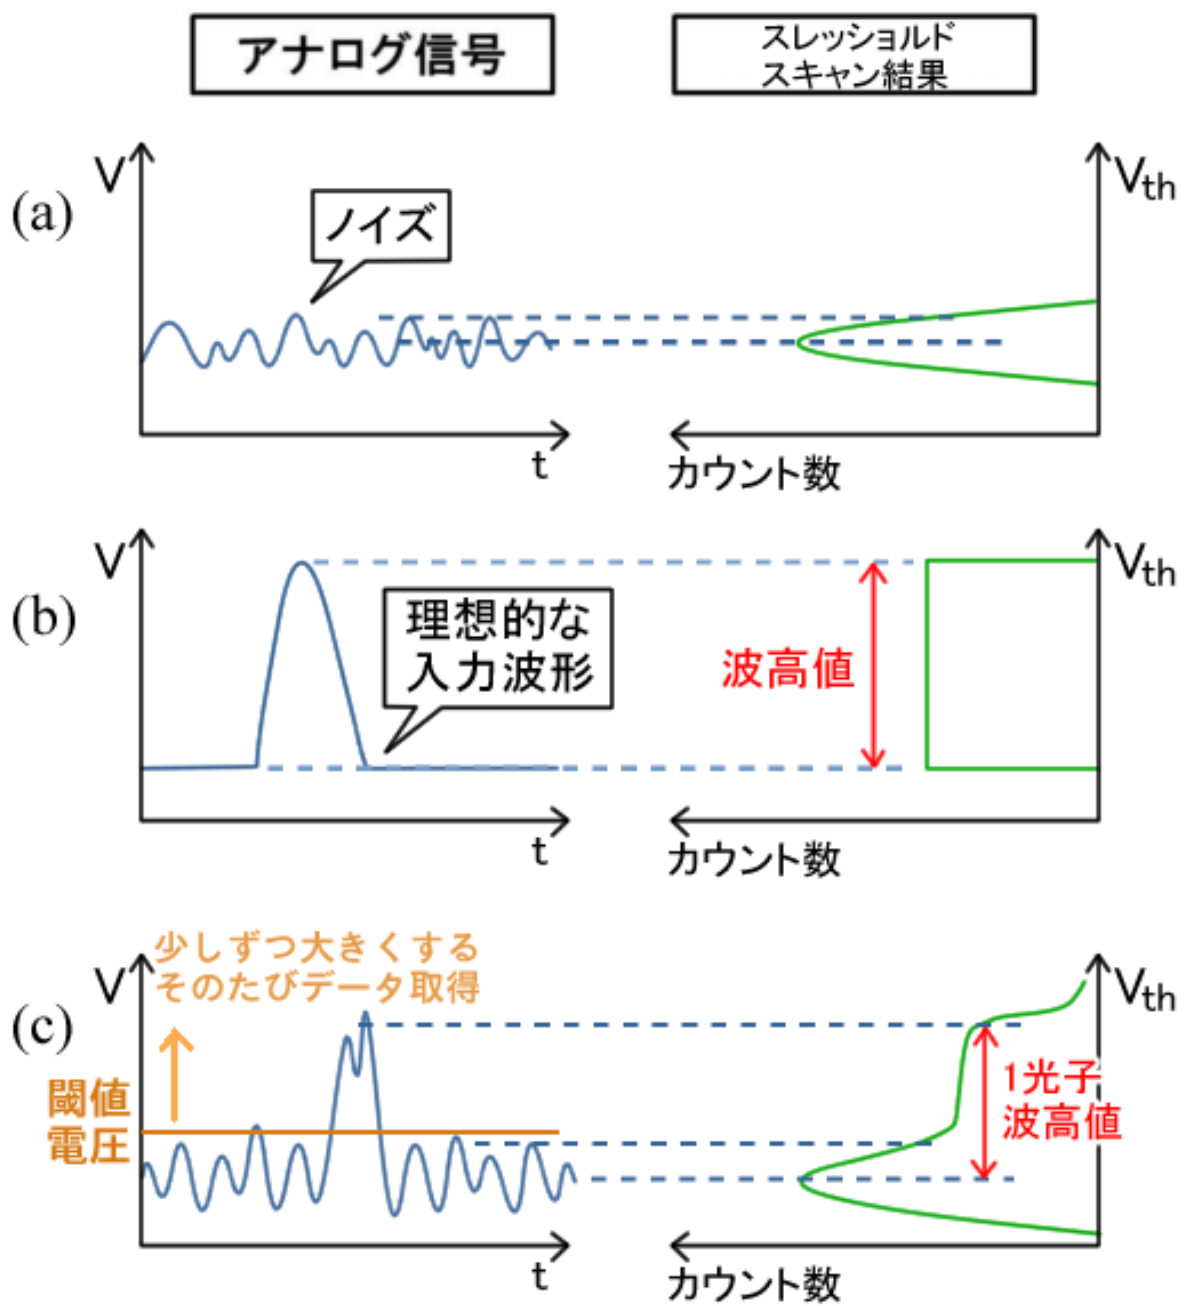 アナログ信号
スレッショルド
スキャン結果
(a)
V
ノイズ
t
Vth
カウント数
(b)
V
理想的な
入力波形
t
波高値
Vth
カウント数
(c)
少しずつ大きくする
そのたびデータ取得
V
閾値
電圧
t
1光子
波高値
Vth
カウント数